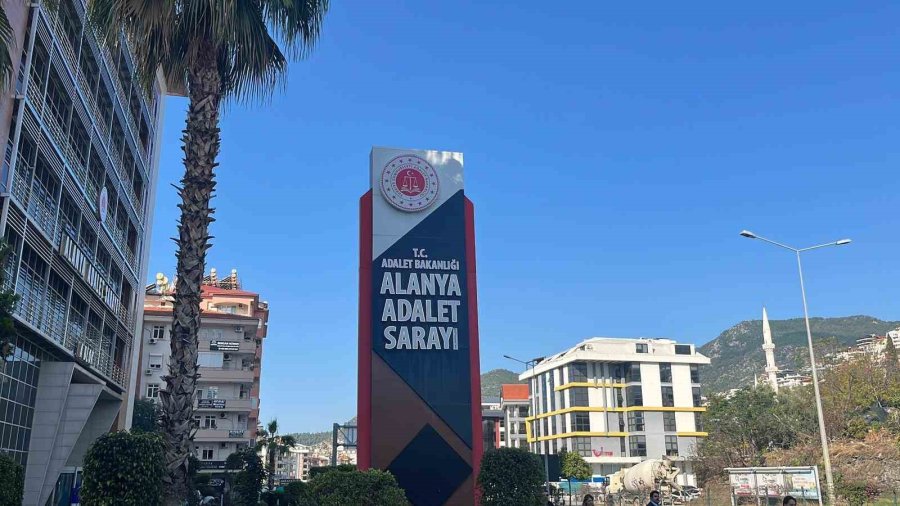 T.C.
ADALET BAKANLIĞI
ALANYA
ADALET
SARAYI